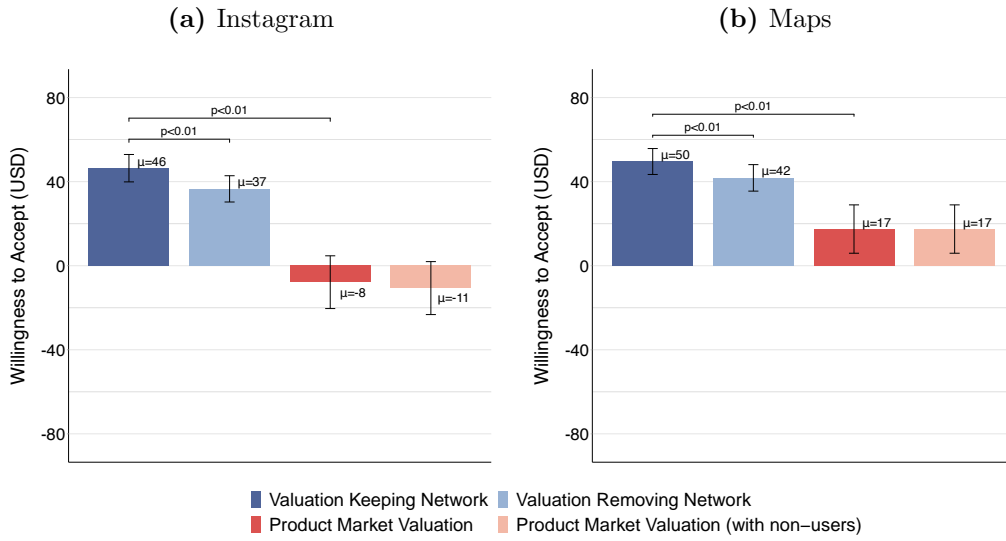 (a) Instagram
(b) Maps
Willingness to Accept (USD)
80
40
0
-40
-80
p<0.01
p<0.01
μ=46
μ=37
μ=-8
μ=-11
Willingness to Accept (USD)
80
40
0
-40
-80
p<0.01
p<0.01
μ=50
μ=42
μ=17
μ=17
Valuation Keeping Network
Valuation Removing Network
Product Market Valuation
Product Market Valuation (with non−users)